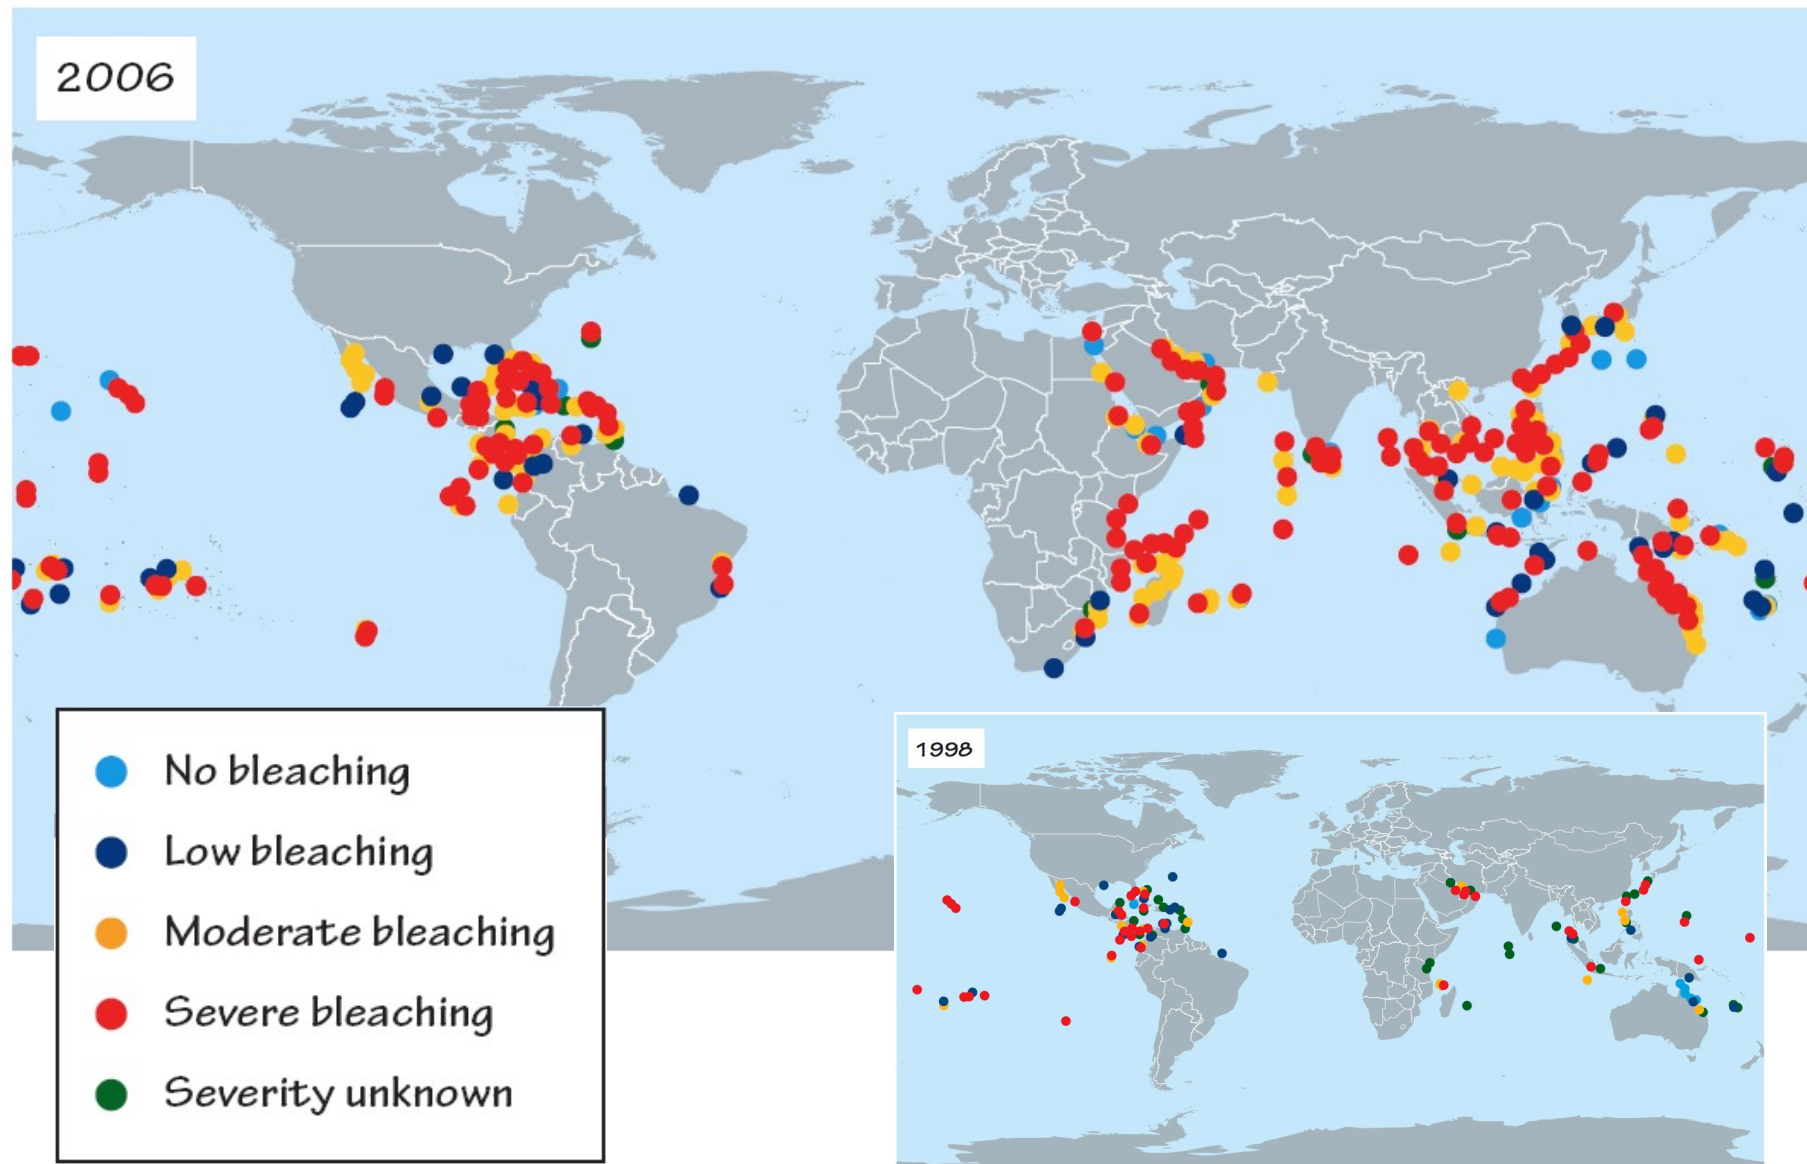 2006
No bleaching
Low bleaching
Moderate bleaching
Severe bleaching
Severity unknown
1998